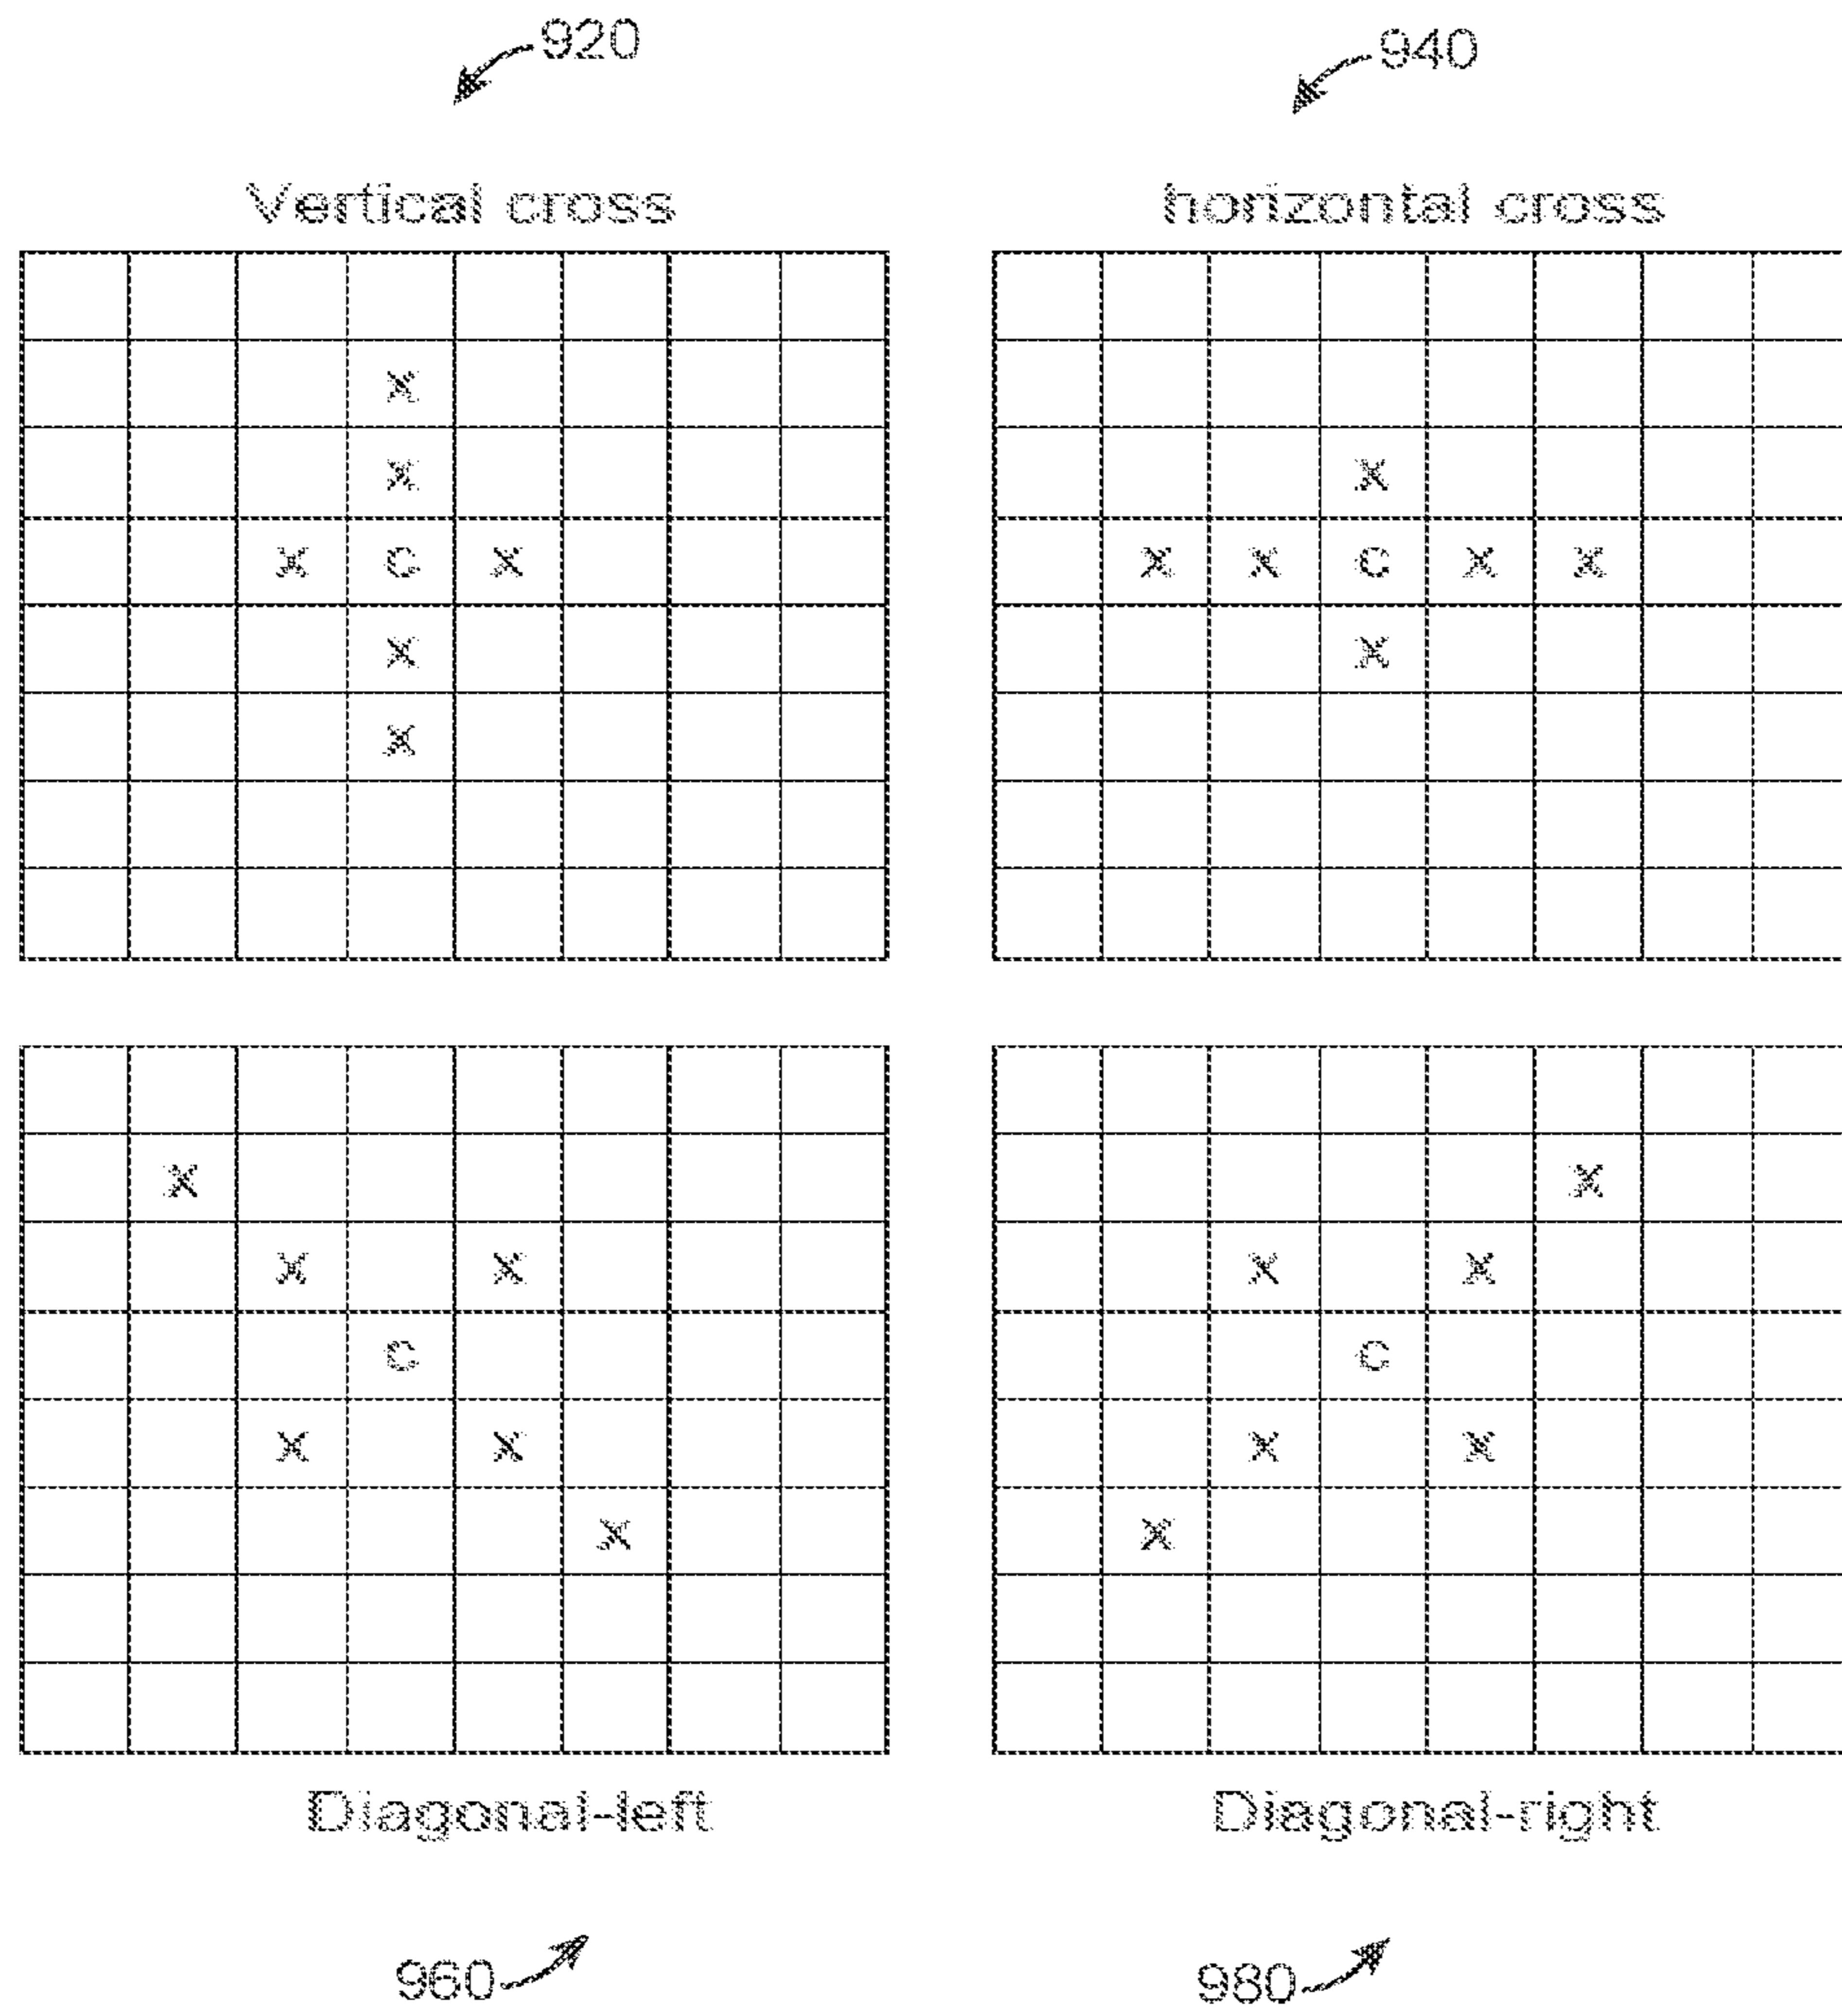 920
940
Vertical cross
horizontal cross
X
X
X
X C X
X X C X X
X
X
X
X
X
X X
X X
C
C
X X
X X
X
X
Diagonal-left
Diagonal-right
960
980